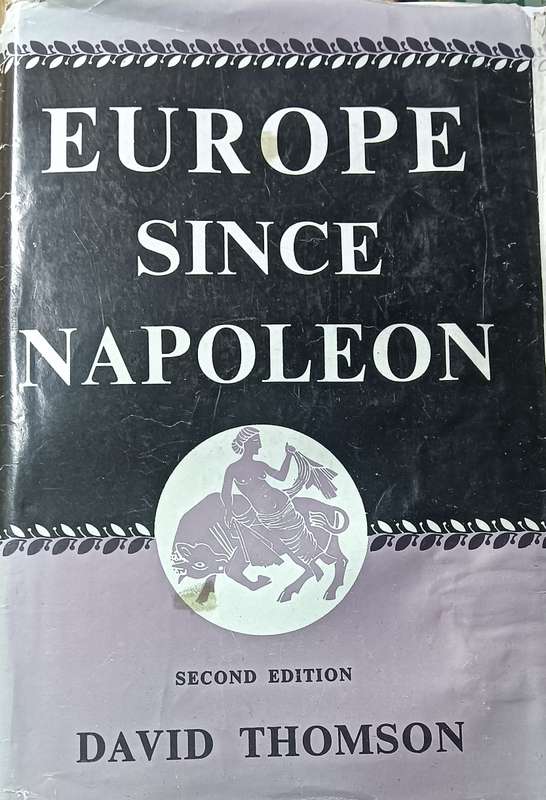 EUROPE
SINCE
NAPOLEON
SECOND EDITION
DAVID THOMSON